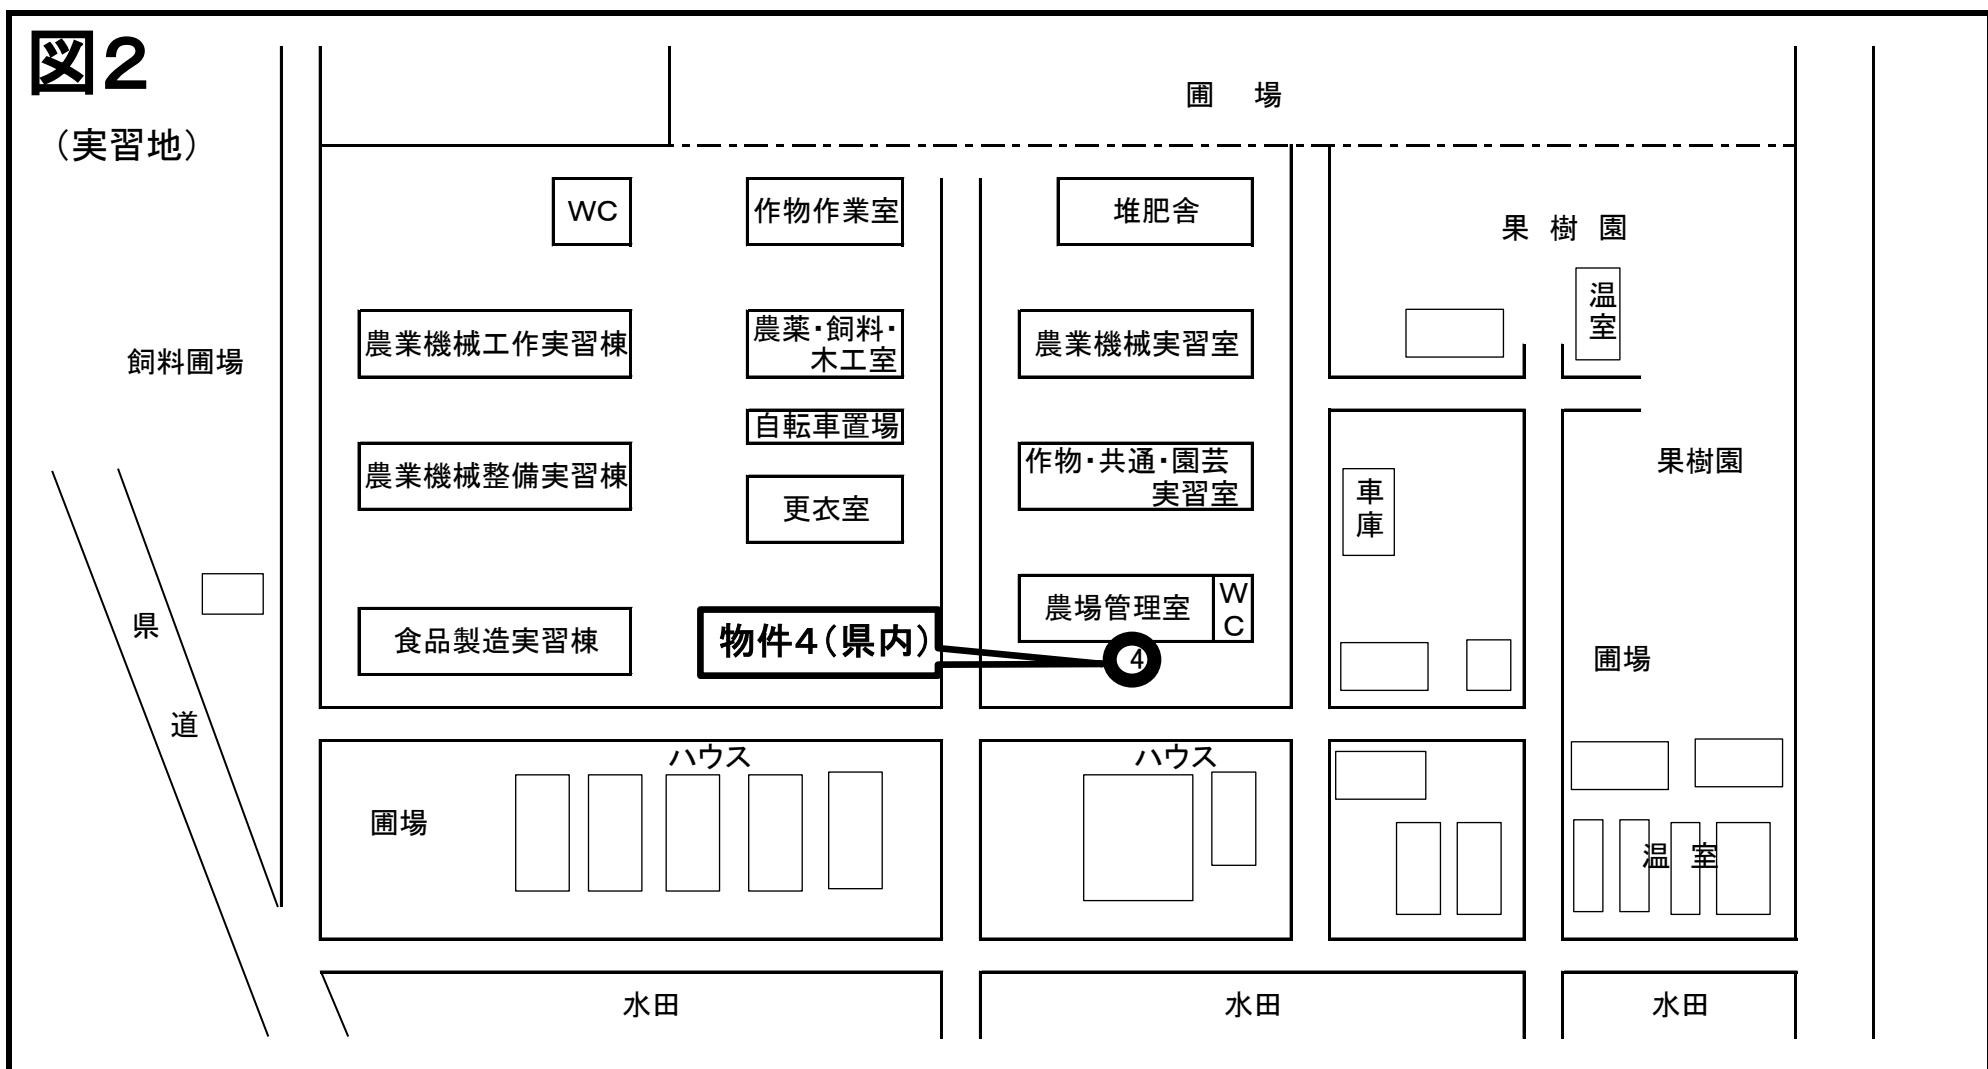 図2
(実習地)
圃 場
WC
作物作業室
堆肥舎
果 樹 園
温室
農業機械工作実習棟
農薬・飼料・
木工室
農業機械実習室
飼料圃場
自転車置場
農業機械整備実習棟
更衣室
作物・共通・園芸
実習室
車庫
果樹園
農場管理室
WC
県道
食品製造実習棟
物件4(県内)
4
圃場
ハウス
ハウス
圃場
温 室
水田
水田
水田